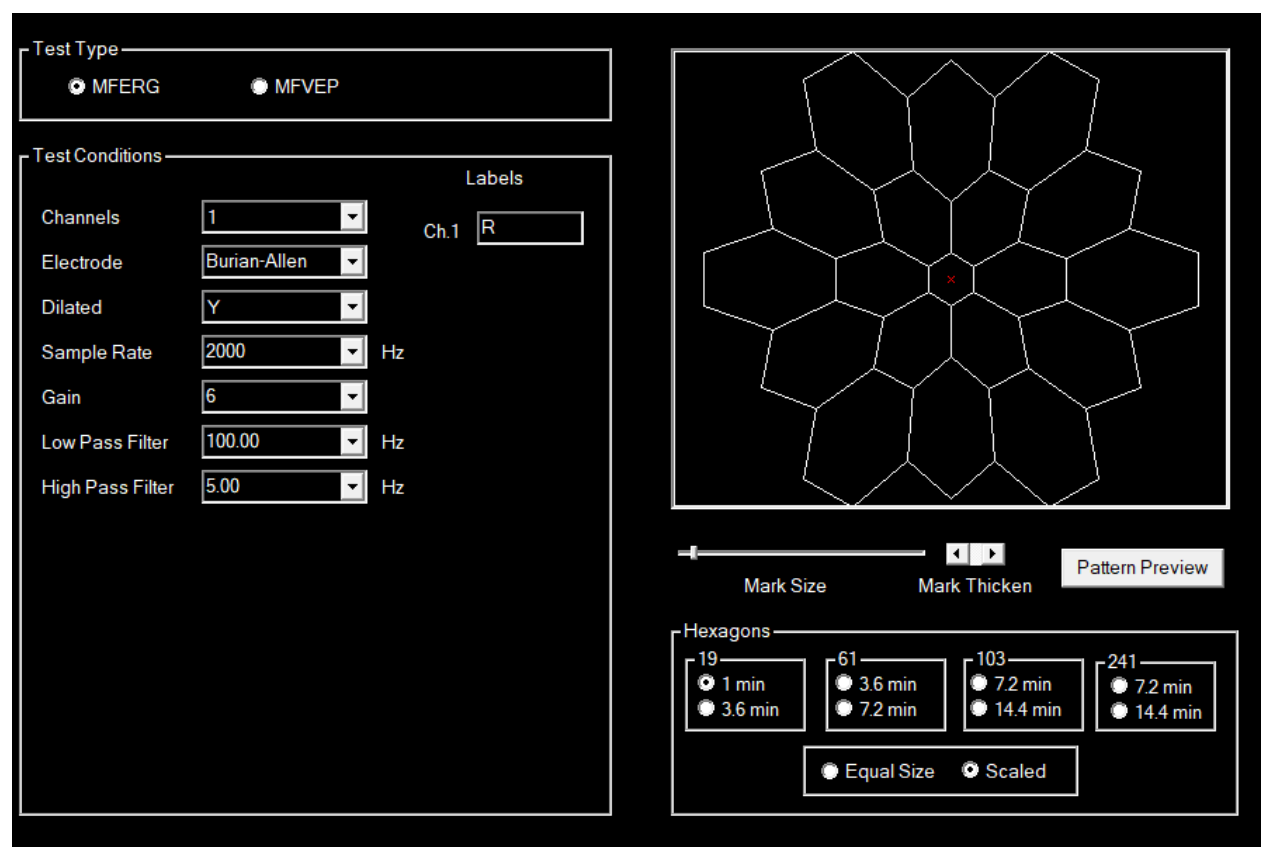 Test Type
MFERG MFVEP
Test Conditions
Labels
Channels 1 Ch.1 R
Electrode Burian-Allen
Dilated Y
Sample Rate 2000 Hz
Gain 6
Low Pass Filter 100.00 Hz
High Pass Filter 5.00 Hz
Mark Size Mark Thicken Pattern Preview
Hexagons
19 61 103 241
1 min 3.6 min 7.2 min 7.2 min
3.6 min 7.2 min 14.4 min 14.4 min
Equal Size Scaled